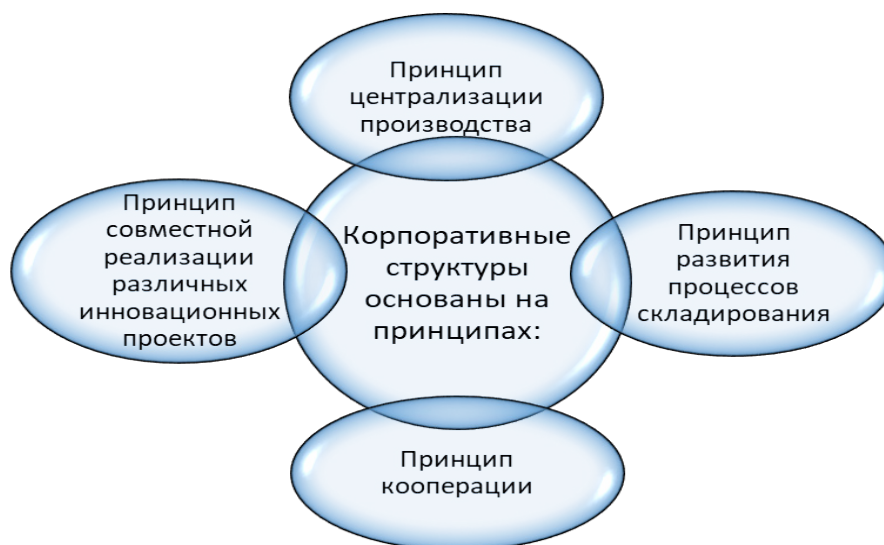 Принцип
централизации
производства
Принцип
совместной
реализации
различных
инновационных
проектов
Корпоративные
структуры
основаны на
принципах:
Принцип
развития
процессов
складирования
Принцип
кооперации